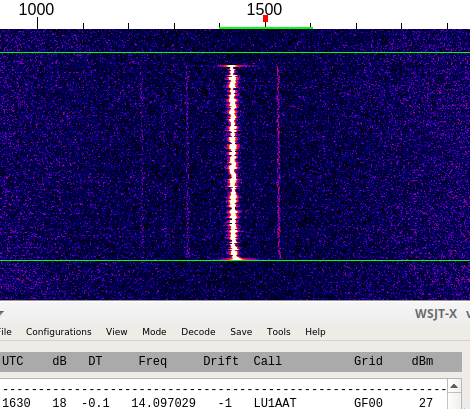 1000 1500
WSJT-X v
File Configurations View Mode Decode Save Tools Help
UTC dB DT Freq Drift Call Grid dBm
--------------------------------------------------------------
1630 18 -0.1 14.097029 -1 LU1AAT GF00 27